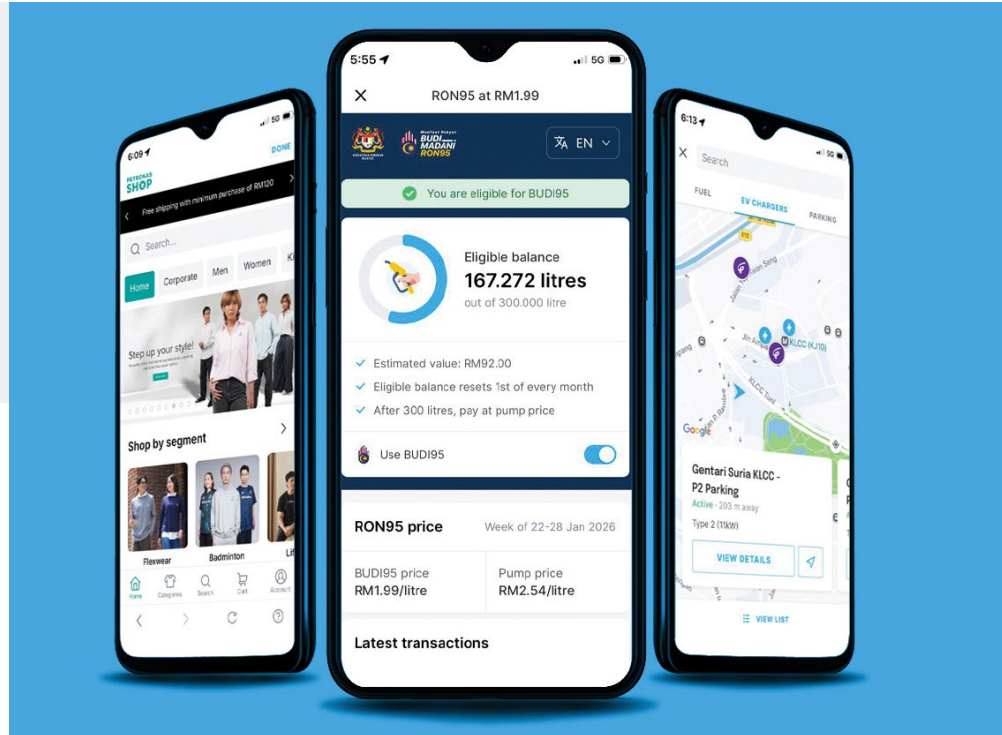 6:09
5G
DONE
PETRONAS
SHOP
Free shipping with minimum purchase of RM120
Search...
Home
Corporate
Men
Women
Step up your style!
Shop by segment
Flexwear
Badminton
Home
Categories
Search
Cart
Account
5:55
5G
RON95 at RM1.99
BUDI
MADANI
RON95
EN
You are eligible for BUDI95
Eligible balance
167.272 litres
out of 300.000 litre
Estimated value: RM92.00
Eligible balance resets 1st of every month
After 300 litres, pay at pump price
Use BUDI95
RON95 price
Week of 22-28 Jan 2026
BUDI95 price
RM1.99/litre
Pump price
RM2.54/litre
Latest transactions
6:13
5G
Search
FUEL
EV CHARGERS
PARKING
KLCC (KJ10)
Google
Gentari Suria KLCC -
P2 Parking
Active · 203 m away
Type 2 (11kW)
VIEW DETAILS
VIEW LIST